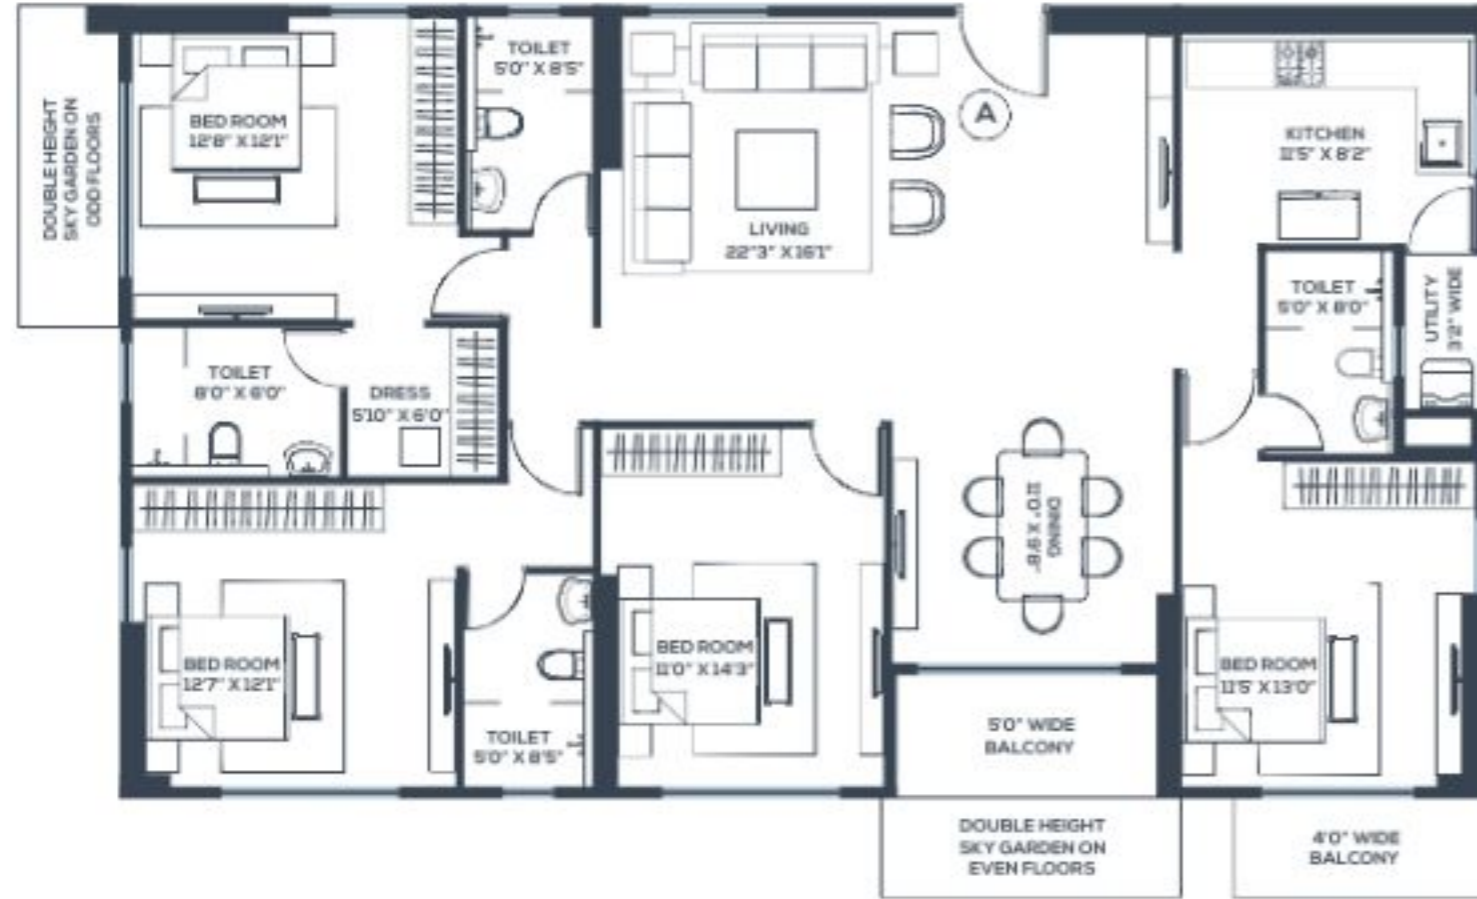 DOUBLE HEIGHT
SKY GARDEN ON
ODD FLOORS
BED ROOM
12'8" X 12'1"
TOILET
5'0" X 8'5"
LIVING
22'3" X 16'1"
A
KITCHEN
11'5" X 8'2"
TOILET
5'0" X 8'0"
UTILITY
3'2" WIDE
TOILET
8'0" X 6'0"
DRESS
5'10" X 6'0"
BED ROOM
12'7" X 12'1"
TOILET
5'0" X 8'5"
BED ROOM
11'0" X 14'3"
DINING
11'0" X 9'8"
BED ROOM
11'5' X 13'0"
5'0" WIDE
BALCONY
DOUBLE HEIGHT
SKY GARDEN ON
EVEN FLOORS
4'0" WIDE
BALCONY